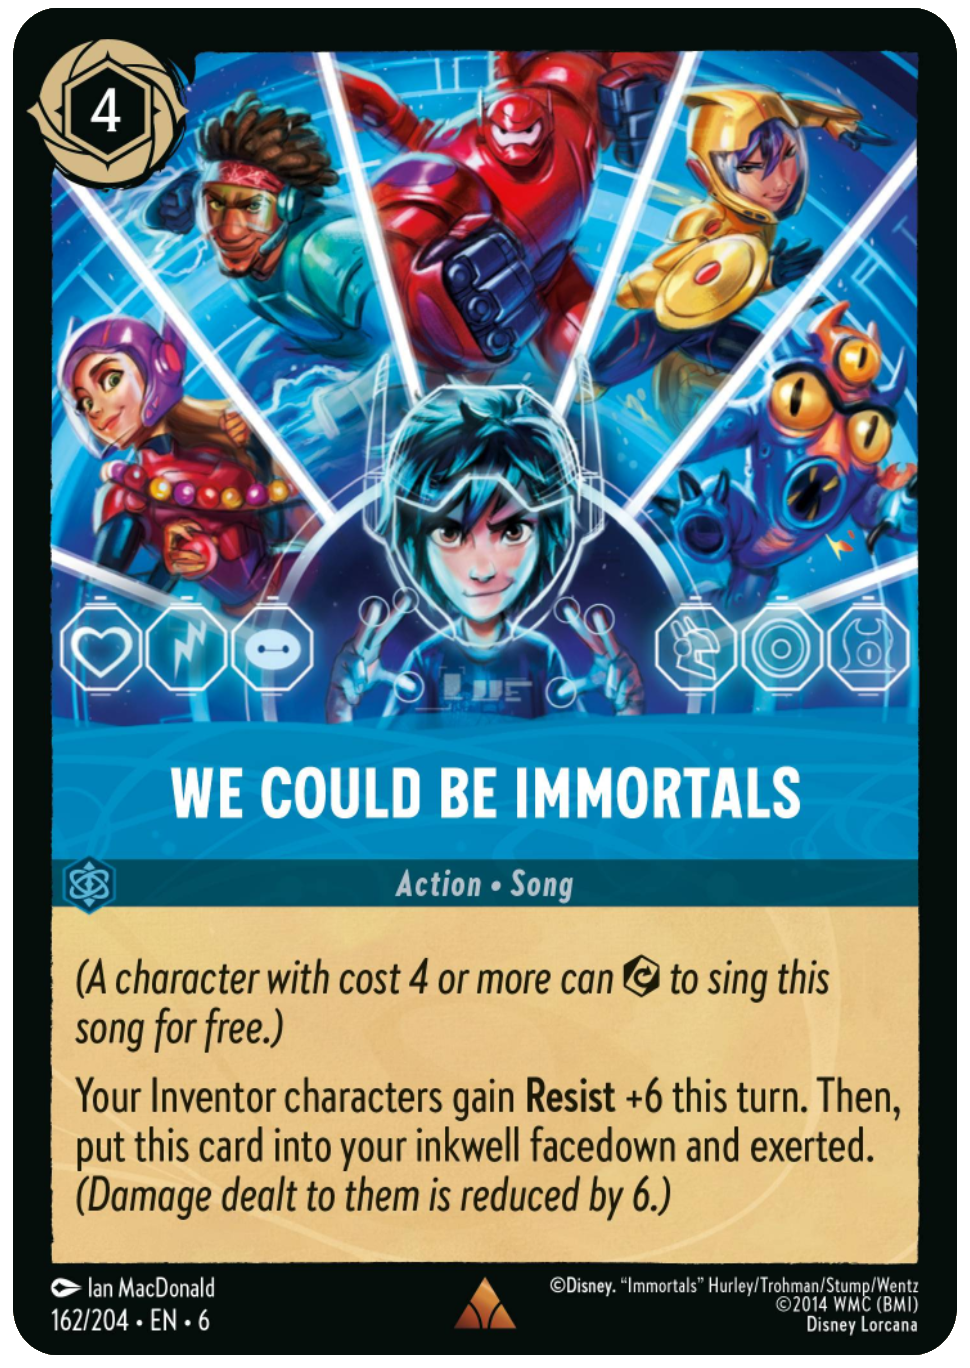 4
WE COULD BE IMMORTALS
Action • Song
(A character with cost 4 or more can to sing this
song for free.)
Your Inventor characters gain Resist +6 this turn. Then,
put this card into your inkwell facedown and exerted.
(Damage dealt to them is reduced by 6.)
Ian MacDonald
162/204 • EN • 6
©Disney. “Immortals” Hurley/Trohman/Stump/Wentz
©2014 WMC (BMI)
Disney Lorcana